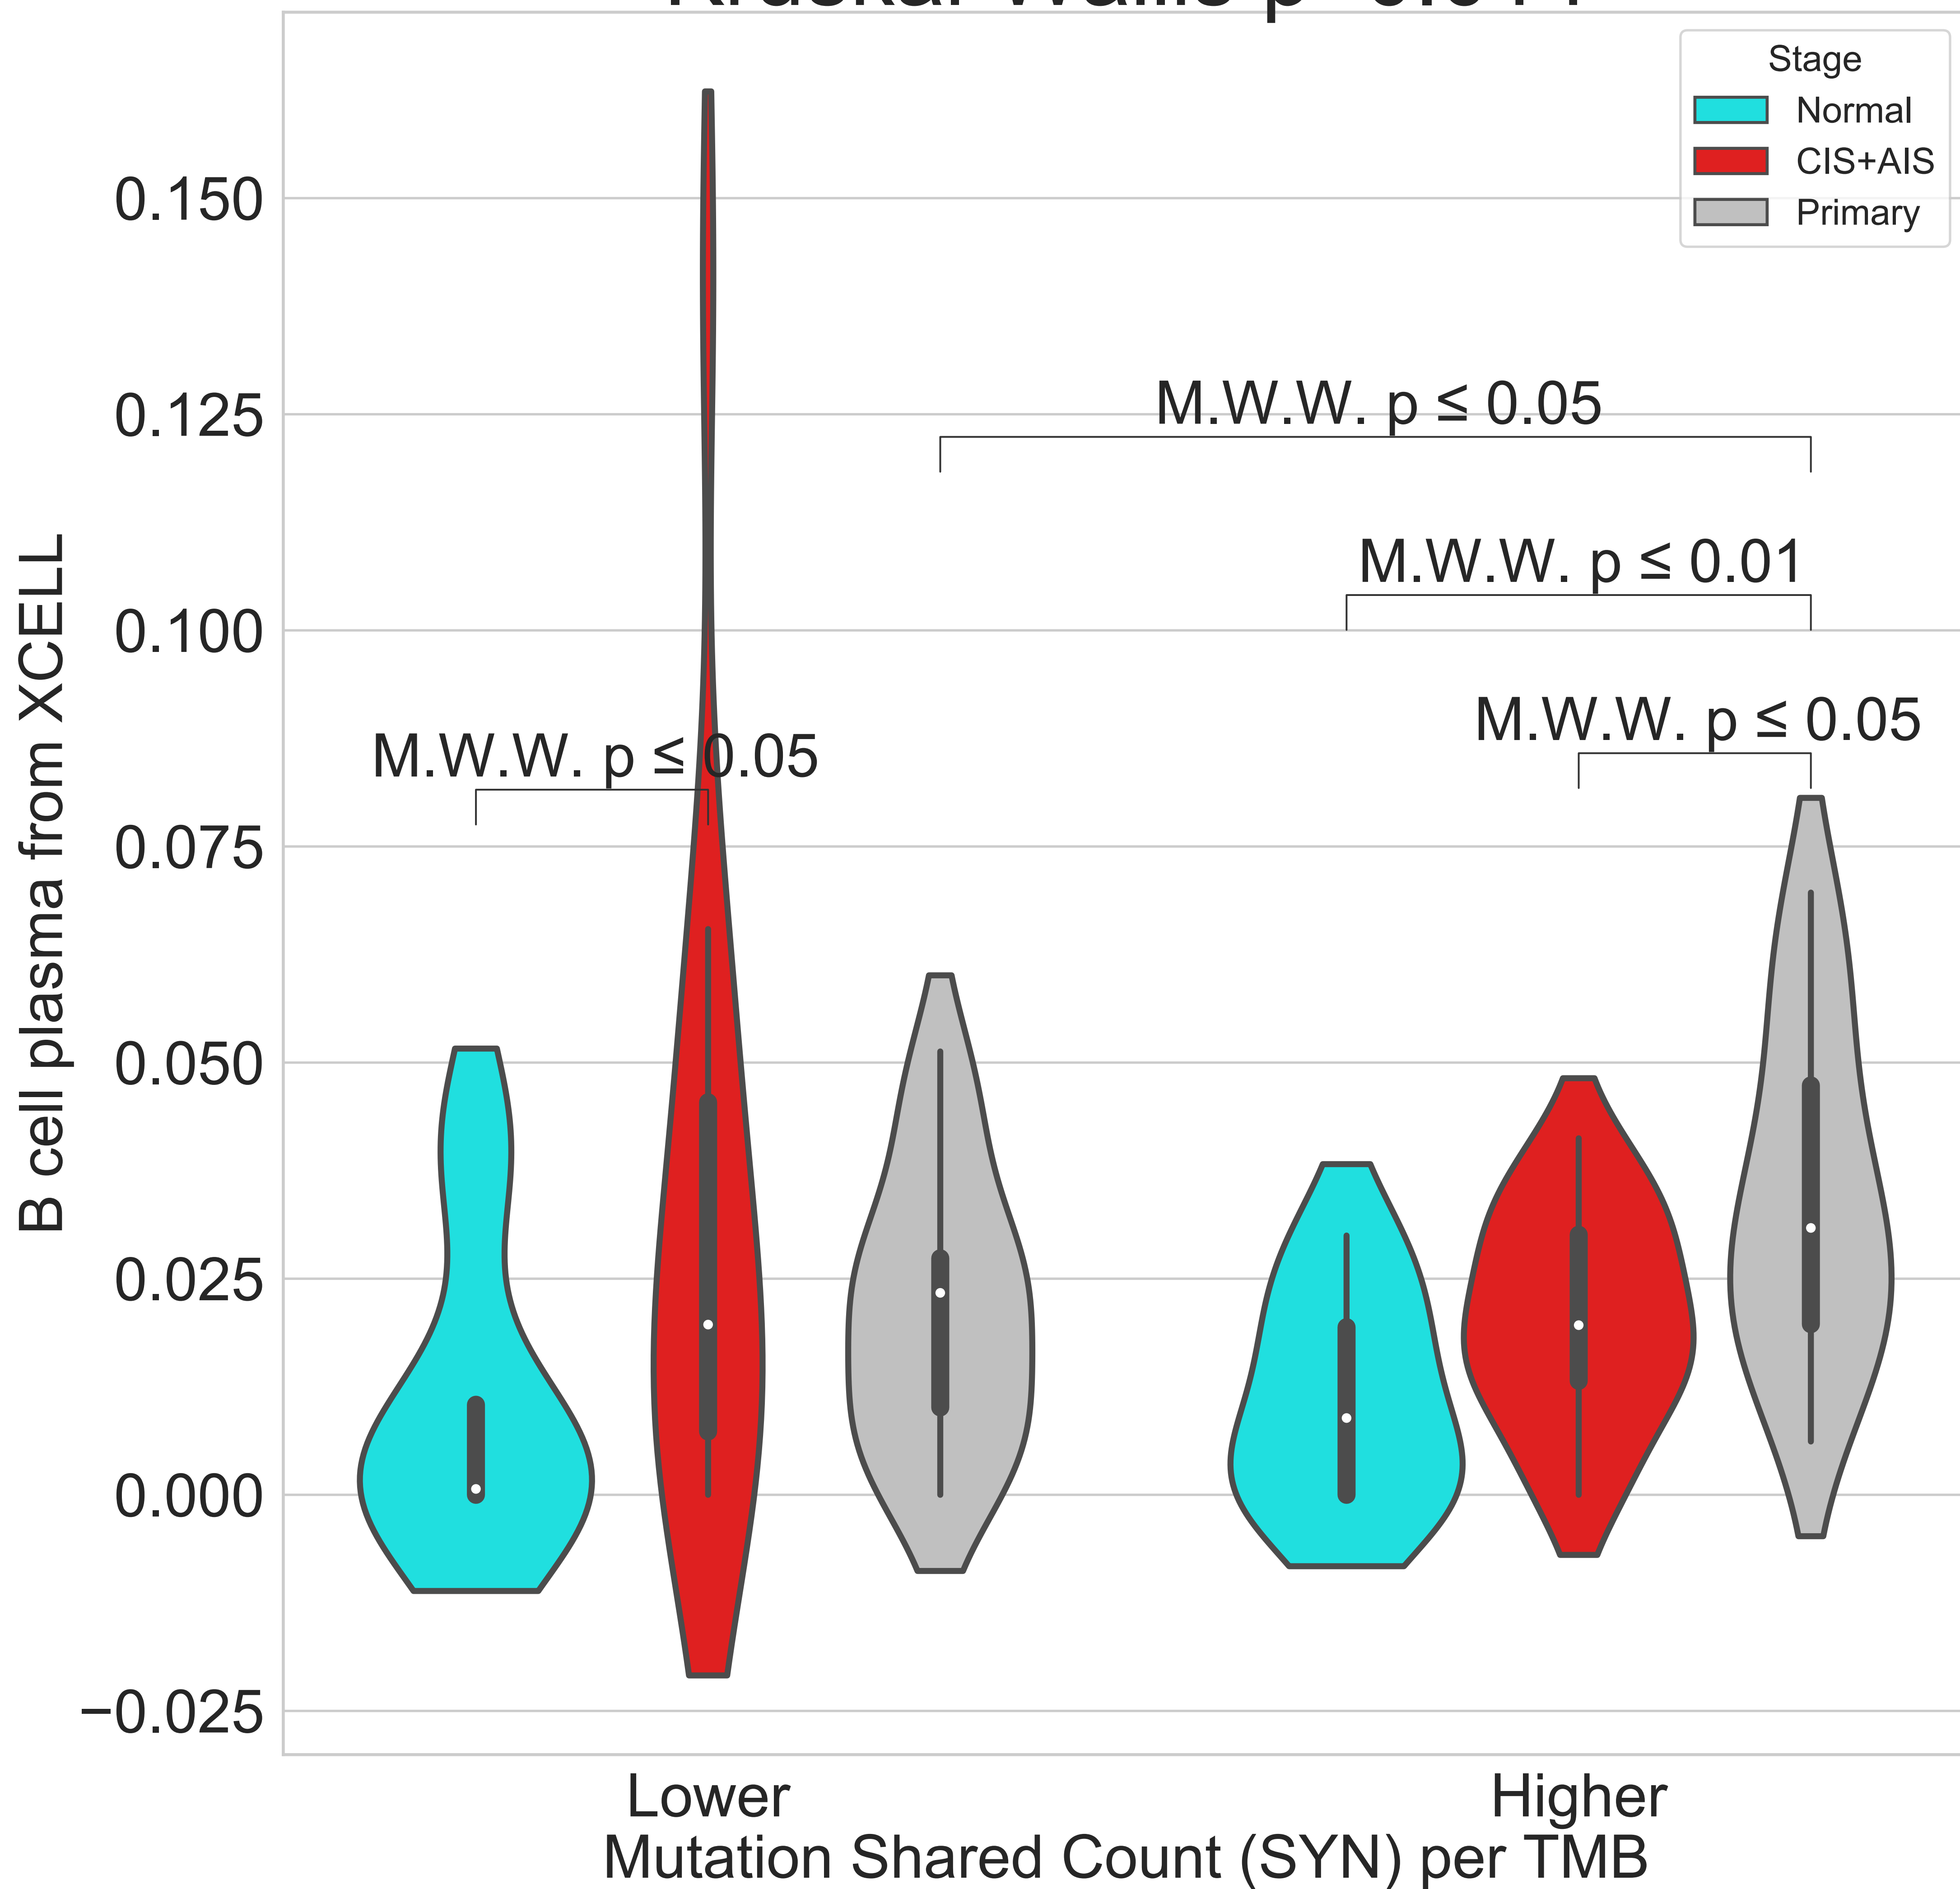 Stage
Normal
CIS+AIS
Primary
0.150
0.125
0.100
0.075
0.050
0.025
0.000
−0.025
B cell plasma from XCELL
M.W.W. p ≤ 0.05
M.W.W. p ≤ 0.01
M.W.W. p ≤ 0.05
M.W.W. p ≤ 0.05
Lower
Higher
Mutation Shared Count (SYN) per TMB